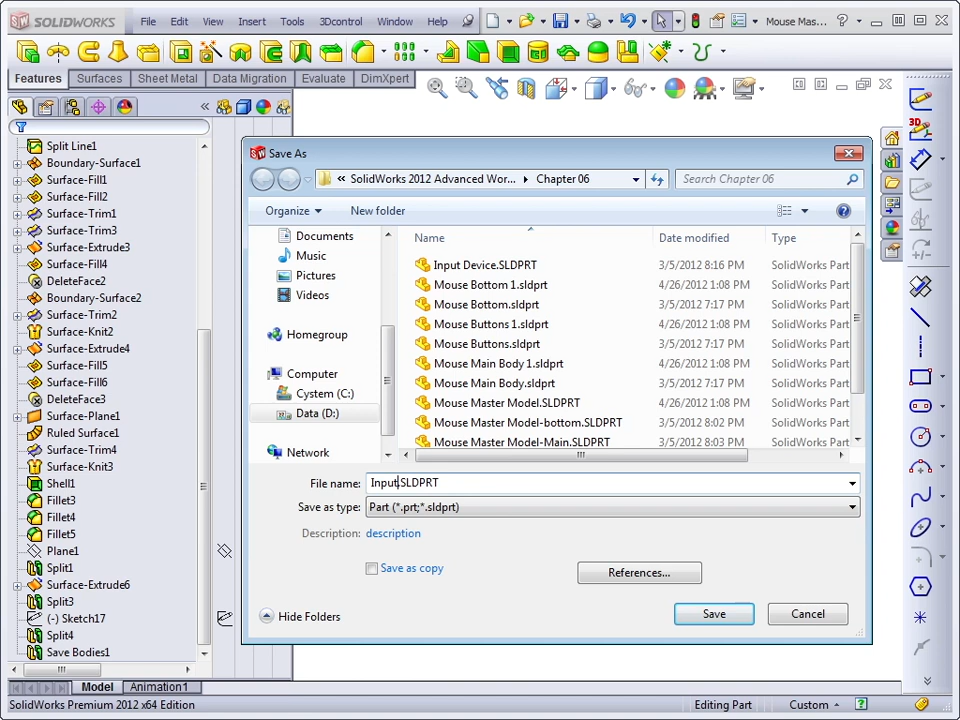 SOLIDWORKS File Edit View Insert Tools 3Dcontrol Window Help Mouse Mas... ?
Features Surfaces Sheet Metal Data Migration Evaluate DimXpert
3D
Split Line1
Boundary-Surface1
Surface-Fill1
Surface-Fill2
Surface-Trim1
Surface-Trim3
Surface-Extrude3
Surface-Fill4
DeleteFace2
Boundary-Surface2
Surface-Trim2
Surface-Knit2
Surface-Extrude4
Surface-Fill5
Surface-Fill6
DeleteFace3
Surface-Plane1
Ruled Surface1
Surface-Trim4
Surface-Knit3
Shell1
Fillet3
Fillet4
Fillet5
Plane1
Split1
Surface-Extrude6
Split3
(-) Sketch17
Split4
Save Bodies1
Save As
« SolidWorks 2012 Advanced Wor... Chapter 06 Search Chapter 06
Organize New folder
Documents
Music
Pictures
Videos
Homegroup
Computer
Cystem (C:)
Data (D:)
Network
Name Date modified Type
Input Device.SLDPRT 3/5/2012 8:16 PM SolidWorks Part
Mouse Bottom 1.sldprt 4/26/2012 1:08 PM SolidWorks Part
Mouse Bottom.sldprt 3/5/2012 7:17 PM SolidWorks Part
Mouse Buttons 1.sldprt 4/26/2012 1:08 PM SolidWorks Part
Mouse Buttons.sldprt 3/5/2012 7:17 PM SolidWorks Part
Mouse Main Body 1.sldprt 4/26/2012 1:08 PM SolidWorks Part
Mouse Main Body.sldprt 3/5/2012 7:17 PM SolidWorks Part
Mouse Master Model.SLDPRT 4/26/2012 1:08 PM SolidWorks Part
Mouse Master Model-bottom.SLDPRT 3/5/2012 8:02 PM SolidWorks Part
Mouse Master Model-Main.SLDPRT 3/5/2012 8:03 PM SolidWorks Part
File name: Input.SLDPRT
Save as type: Part (*.prt;*.sldprt)
Description: description
Save as copy
References...
Hide Folders Save Cancel
Model Animation1
SolidWorks Premium 2012 x64 Edition Editing Part Custom ?